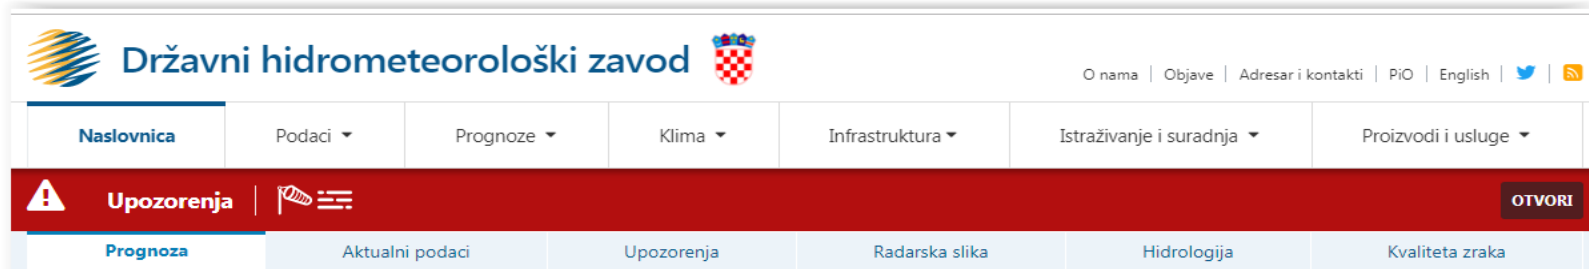 Državni hidrometeorološki zavod
O nama | Objave | Adresar i kontakti | PiO | English |
Naslovnica Podaci Prognoze Klima Infrastruktura Istraživanje i suradnja Proizvodi i usluge
Upozorenja OTVORI
Prognoza Aktualni podaci Upozorenja Radarska slika Hidrologija Kvaliteta zraka